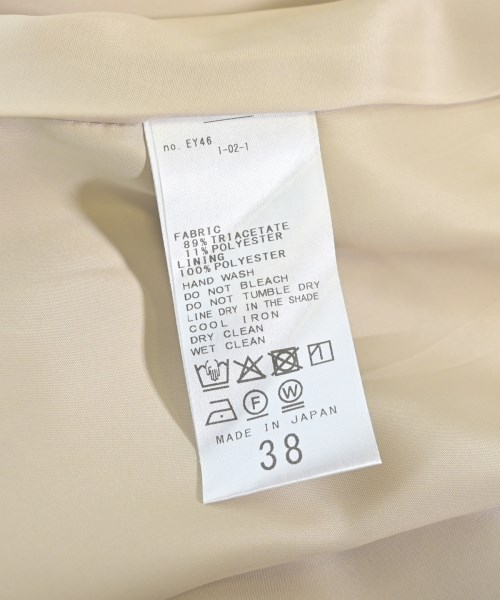 no. EY46
1-02-1
FABRIC
89% TRIACETATE
11% POLYESTER
LINING
100% POLYESTER
HAND WASH
DO NOT BLEACH
DO NOT TUMBLE DRY
LINE DRY IN THE SHADE
COOL IRON
DRY CLEAN
WET CLEAN
F W
MADE IN JAPAN
38